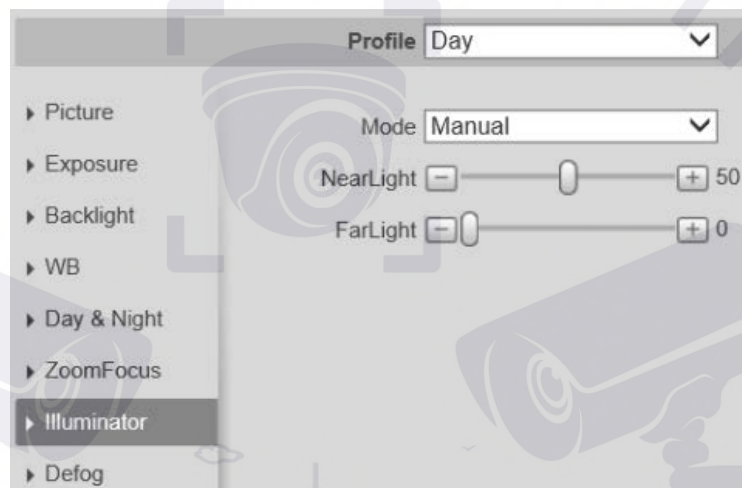 Profile Day
Picture
Mode Manual
Exposure
NearLight 50
Backlight
FarLight 0
WB
Day & Night
ZoomFocus
Illuminator
Defog